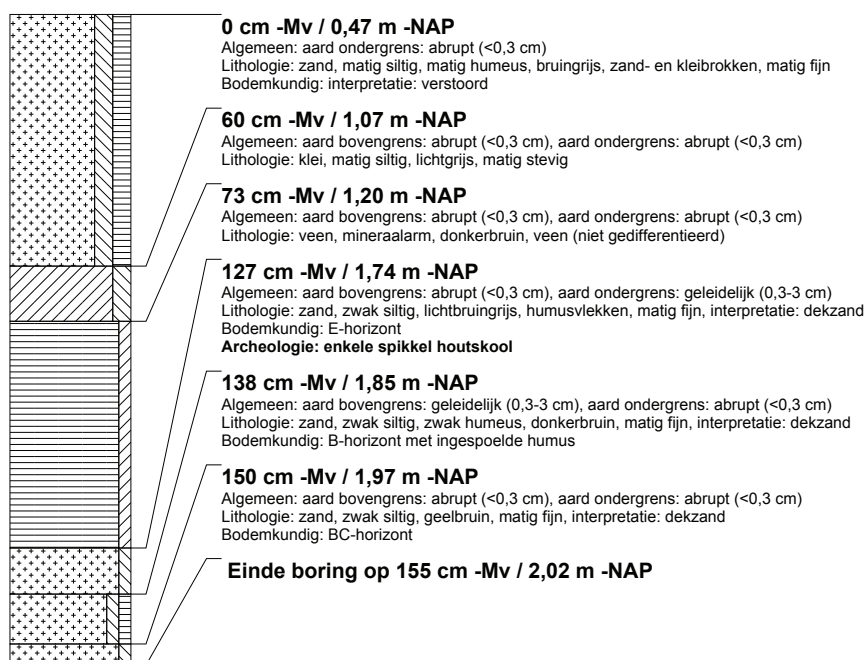 0 cm -Mv / 0,47 m -NAP
Algemeen: aard ondergrens: abrupt (<0,3 cm)
Lithologie: zand, matig siltig, matig humeus, bruingrijs, zand- en kleibrokken, matig fijn
Bodemkundig: interpretatie: verstoord
60 cm -Mv / 1,07 m -NAP
Algemeen: aard bovengrens: abrupt (<0,3 cm), aard ondergrens: abrupt (<0,3 cm)
Lithologie: klei, matig siltig, lichtgrijs, matig stevig
73 cm -Mv / 1,20 m -NAP
Algemeen: aard bovengrens: abrupt (<0,3 cm), aard ondergrens: abrupt (<0,3 cm)
Lithologie: veen, mineraalarm, donkerbruin, veen (niet gedifferentieerd)
127 cm -Mv / 1,74 m -NAP
Algemeen: aard bovengrens: abrupt (<0,3 cm), aard ondergrens: geleidelijk (0,3-3 cm)
Lithologie: zand, zwak siltig, lichtbruingrijs, humusvlekken, matig fijn, interpretatie: dekzand
Bodemkundig: E-horizont
Archeologie: enkele spikkel houtskool
138 cm -Mv / 1,85 m -NAP
Algemeen: aard bovengrens: geleidelijk (0,3-3 cm), aard ondergrens: abrupt (<0,3 cm)
Lithologie: zand, zwak siltig, zwak humeus, donkerbruin, matig fijn, interpretatie: dekzand
Bodemkundig: B-horizont met ingespoelde humus
150 cm -Mv / 1,97 m -NAP
Algemeen: aard bovengrens: abrupt (<0,3 cm), aard ondergrens: abrupt (<0,3 cm)
Lithologie: zand, zwak siltig, geelbruin, matig fijn, interpretatie: dekzand
Bodemkundig: BC-horizont
Einde boring op 155 cm -Mv / 2,02 m -NAP